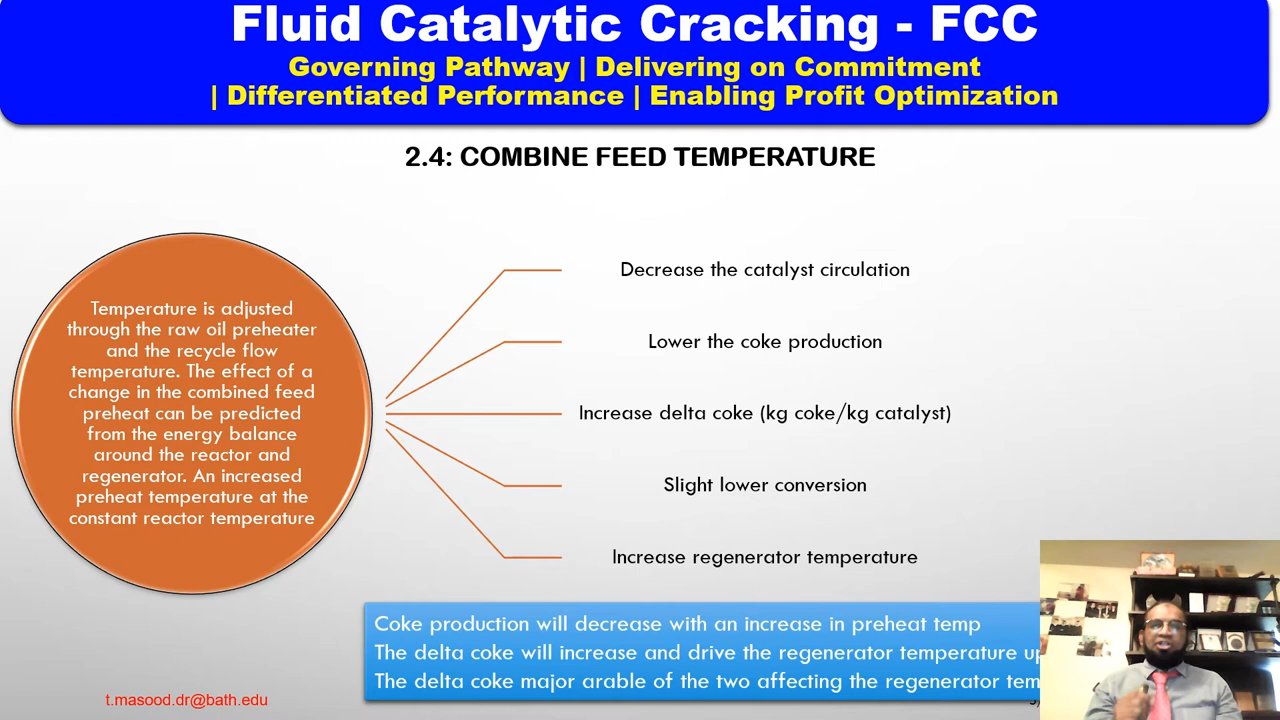 Fluid Catalytic Cracking - FCC
Governing Pathway | Delivering on Commitment
| Differentiated Performance | Enabling Profit Optimization
2.4: COMBINE FEED TEMPERATURE
Temperature is adjusted
through the raw oil preheater
and the recycle flow
temperature. The effect of a
change in the combined feed
preheat can be predicted
from the energy balance
around the reactor and
regenerator. An increased
preheat temperature at the
constant reactor temperature
Decrease the catalyst circulation
Lower the coke production
Increase delta coke (kg coke/kg catalyst)
Slight lower conversion
Increase regenerator temperature
Coke production will decrease with an increase in preheat temp
The delta coke will increase and drive the regenerator temperature up
The delta coke major arable of the two affecting the regenerator tem
t.masood.dr@bath.edu